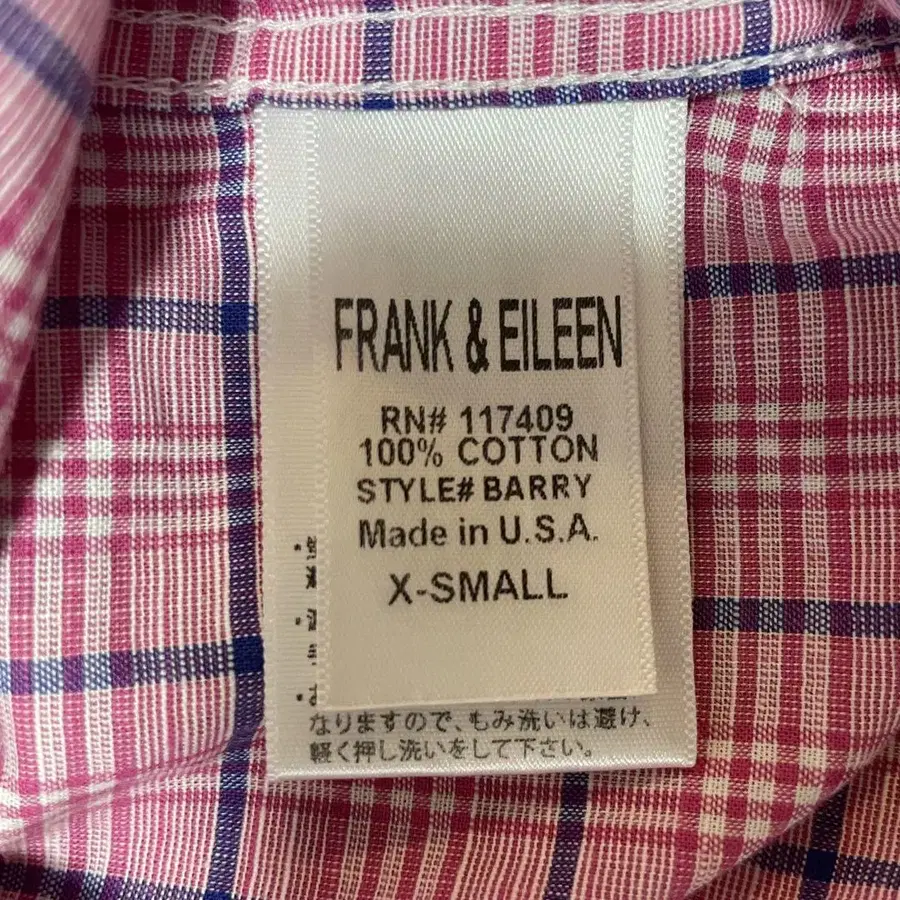 FRANK & EILEEN
RN# 117409
100% COTTON
STYLE# BARRY
Made in U.S.A.
X-SMALL
なりますので、もみ洗いは避け、
軽く押し洗いをして下さい。